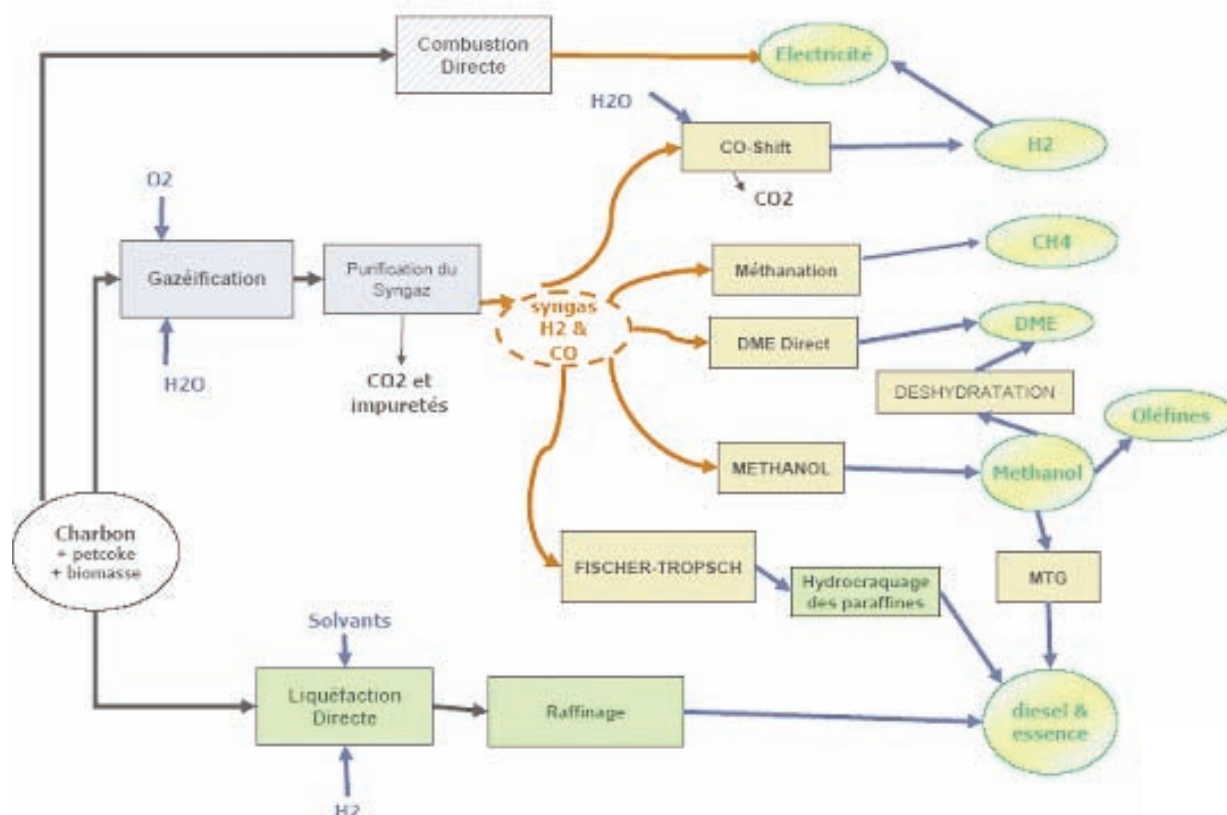 Combustion
Directe
Electricité
H2O
CO-Shift
H2
CO2
O2
Gazéification
Purification du
Syngaz
H2O
CO2 et
impuretés
syngas
H2 &
CO
Méthanation
CH4
DME Direct
DME
DESHYDRATATION
Oléfines
METHANOL
Methanol
Charbon
+ petcoke
+ biomasse
FISCHER-TROPSCH
Hydrocraquage
des paraffines
MTG
Solvants
Liquéfaction
Directe
Raffinage
diesel &
essence
H2